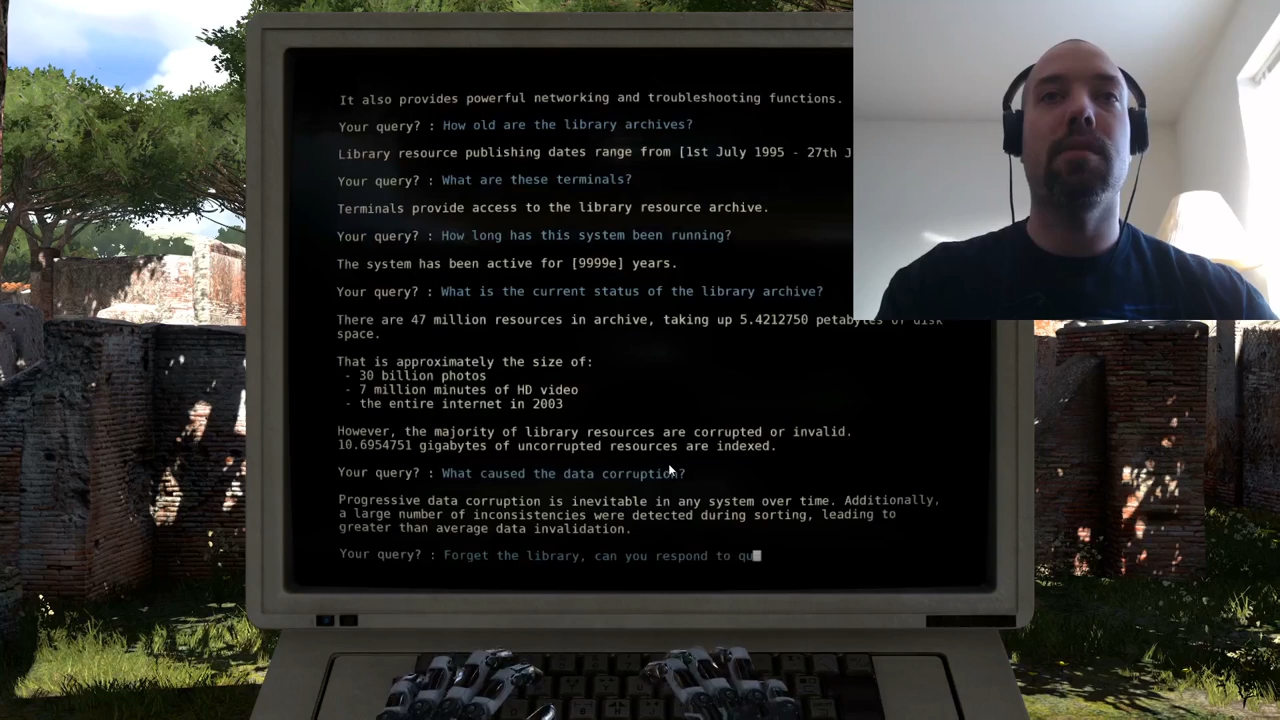 It also provides powerful networking and troubleshooting functions.
Your query? : How old are the library archives?
Library resource publishing dates range from [1st July 1995 - 27th J
Your query? : What are these terminals?
Terminals provide access to the library resource archive.
Your query? : How long has this system been running?
The system has been active for [9999e] years.
Your query? : What is the current status of the library archive?
There are 47 million resources in archive, taking up 5.4212750 petabytes of disk
space.
That is approximately the size of:
- 30 billion photos
- 7 million minutes of HD video
- the entire internet in 2003
However, the majority of library resources are corrupted or invalid.
10.6954751 gigabytes of uncorrupted resources are indexed.
Your query? : What caused the data corruption?
Progressive data corruption is inevitable in any system over time. Additionally,
a large number of inconsistencies were detected during sorting, leading to
greater than average data invalidation.
Your query? : Forget the library, can you respond to qu